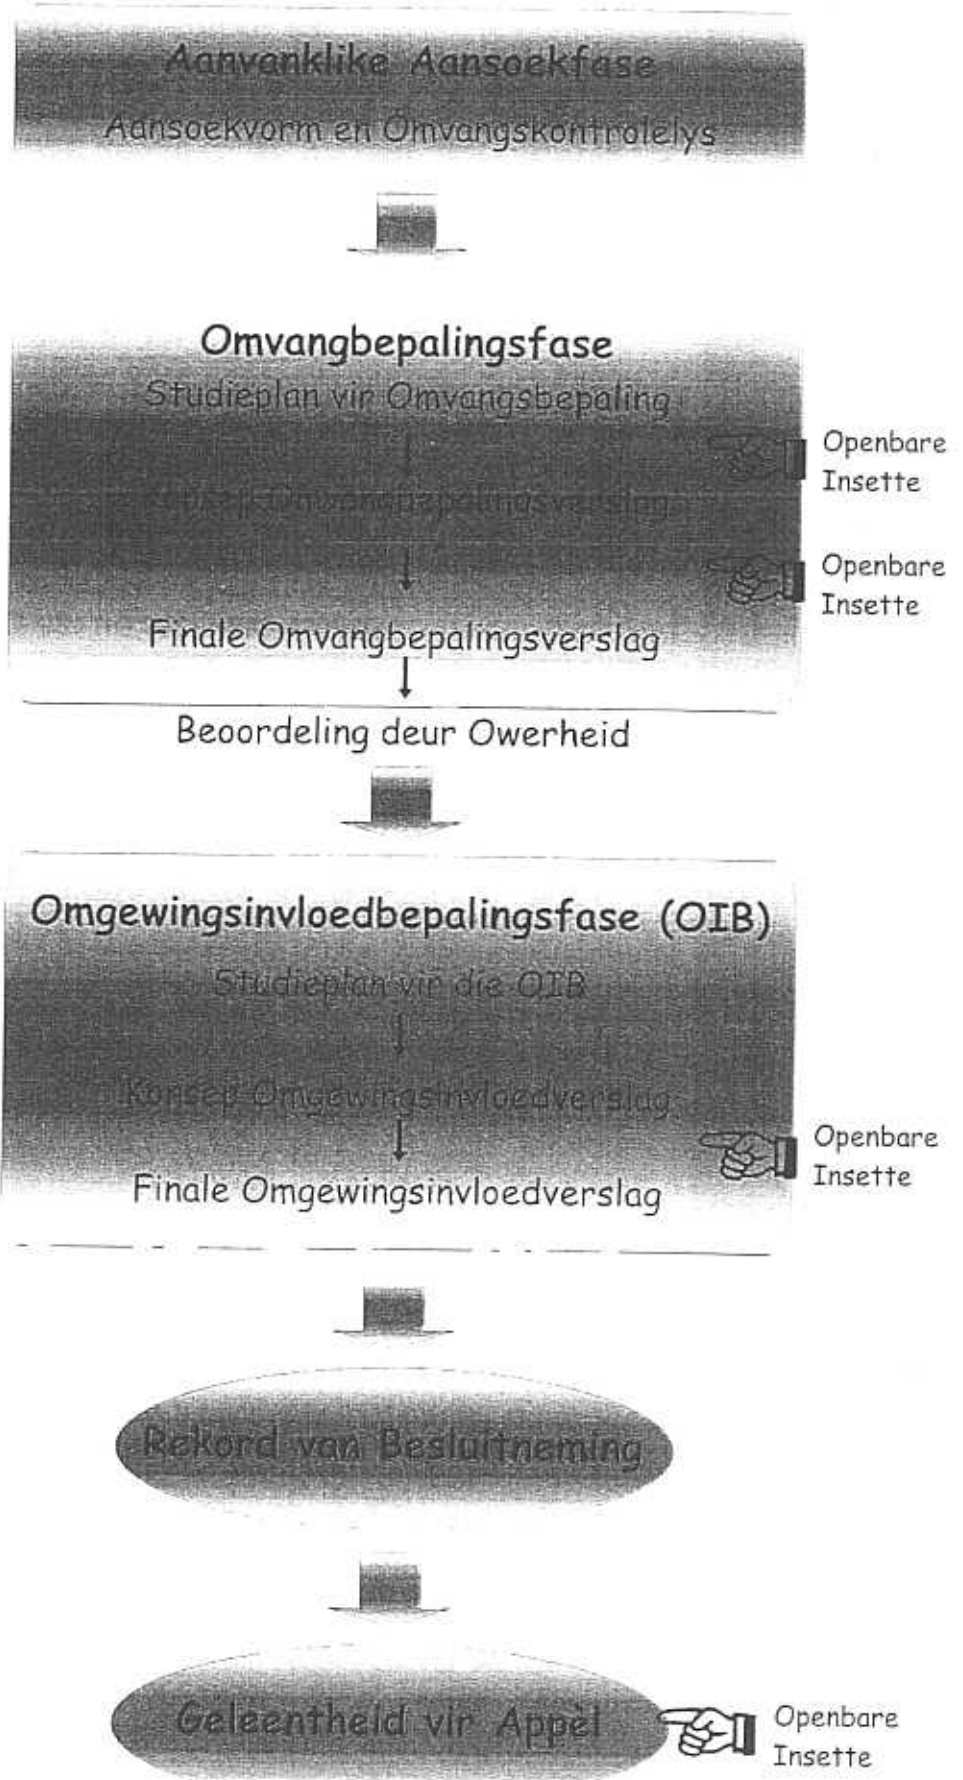 Aanvanklike Aansoekfase
Aansoekvorm en Omvangskontrolelys
Omvangbepalingsfase
Studieplan vir Omvangsbepaling
Openbare
Insette
Konsep Omvangbepalingsverslag
Openbare
Insette
Finale Omvangbepalingsverslag
Beoordeling deur Owerheid
Omgewingsinvloedbepalingsfase (OIB)
Studieplan vir die OIB
Konsep Omgewingsinvloedverslag
Openbare
Insette
Finale Omgewingsinvloedverslag
Rekord van Besluitneming
Geleentheid vir Appèl
Openbare
Insette